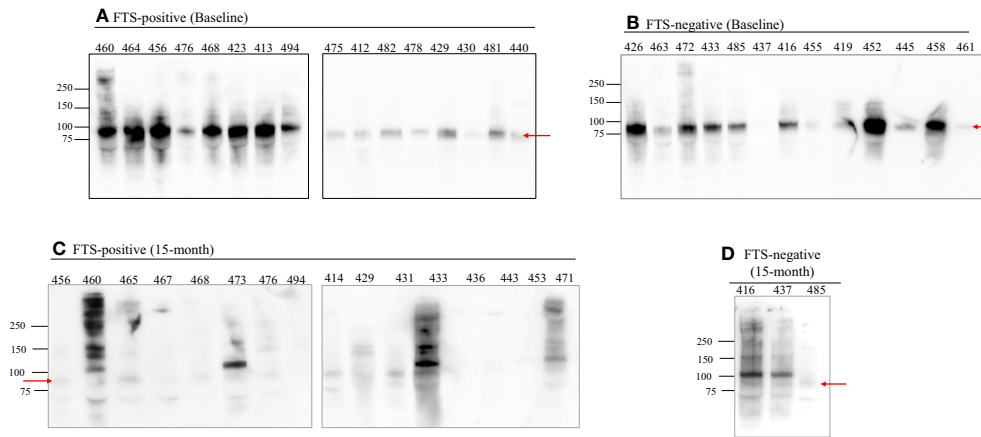 A FTS-positive (Baseline)
460 464 456 476 468 423 413 494 475 412 482 478 429 430 481 440
250
150
100
75
B FTS-negative (Baseline)
426 463 472 433 485 437 416 455 419 452 445 458 461
250
150
100
75
C FTS-positive (15-month)
456 460 465 467 468 473 476 494 414 429 431 433 436 443 453 471
250
150
100
75
D FTS-negative
(15-month)
416 437 485
250
150
100
75